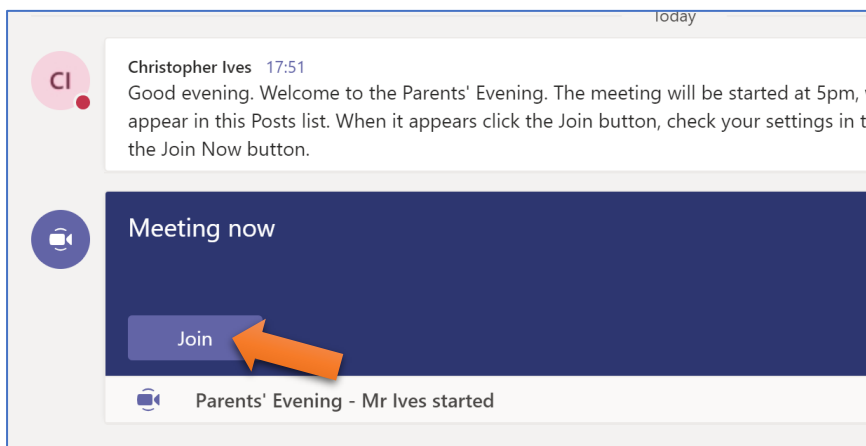 Today
CI
Christopher Ives 17:51
Good evening. Welcome to the Parents' Evening. The meeting will be started at 5pm,
appear in this Posts list. When it appears click the Join button, check your settings in
the Join Now button.
Meeting now
Join
Parents' Evening - Mr Ives started